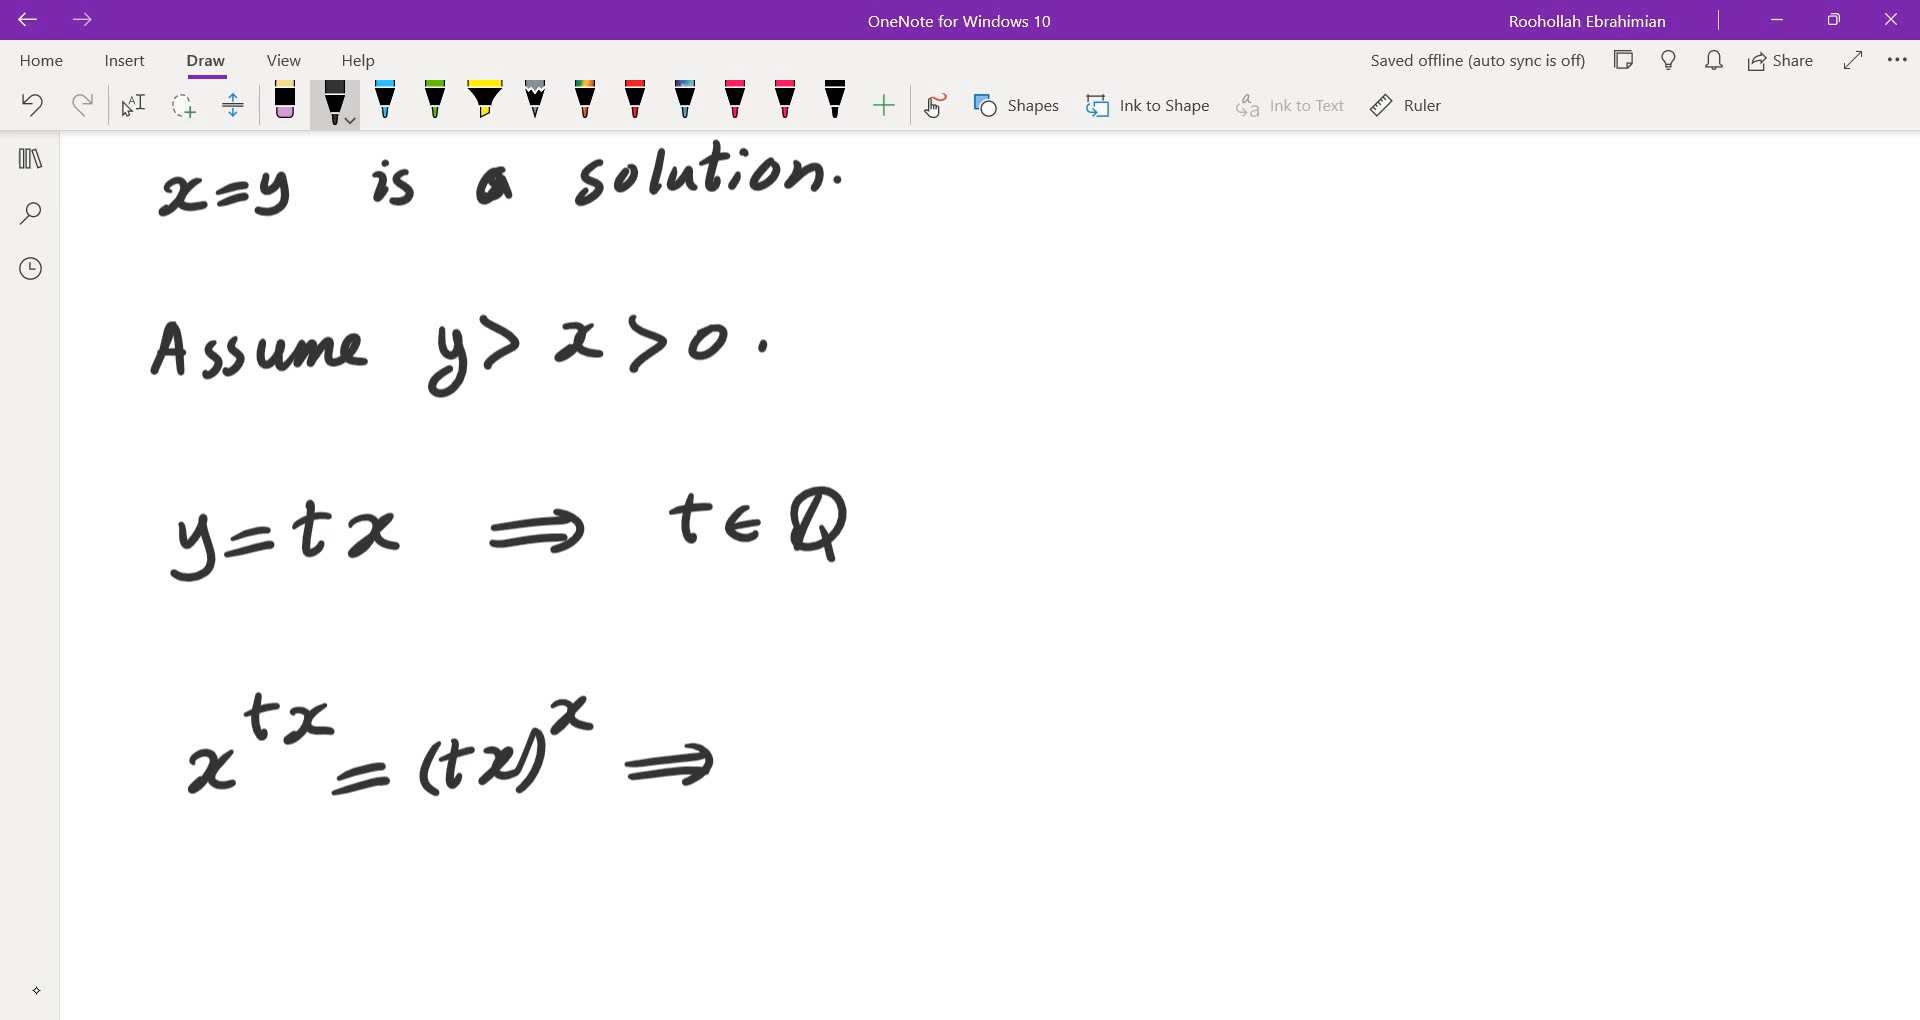 OneNote for Windows 10
Roohollah Ebrahimian
Home Insert Draw View Help
Saved offline (auto sync is off) Share
Shapes Ink to Shape Ink to Text Ruler
x=y is a solution.
Assume y > x > 0.
y = tx ⟹ t ∈ ℚ
x^{tx} = (tx)^x ⟹